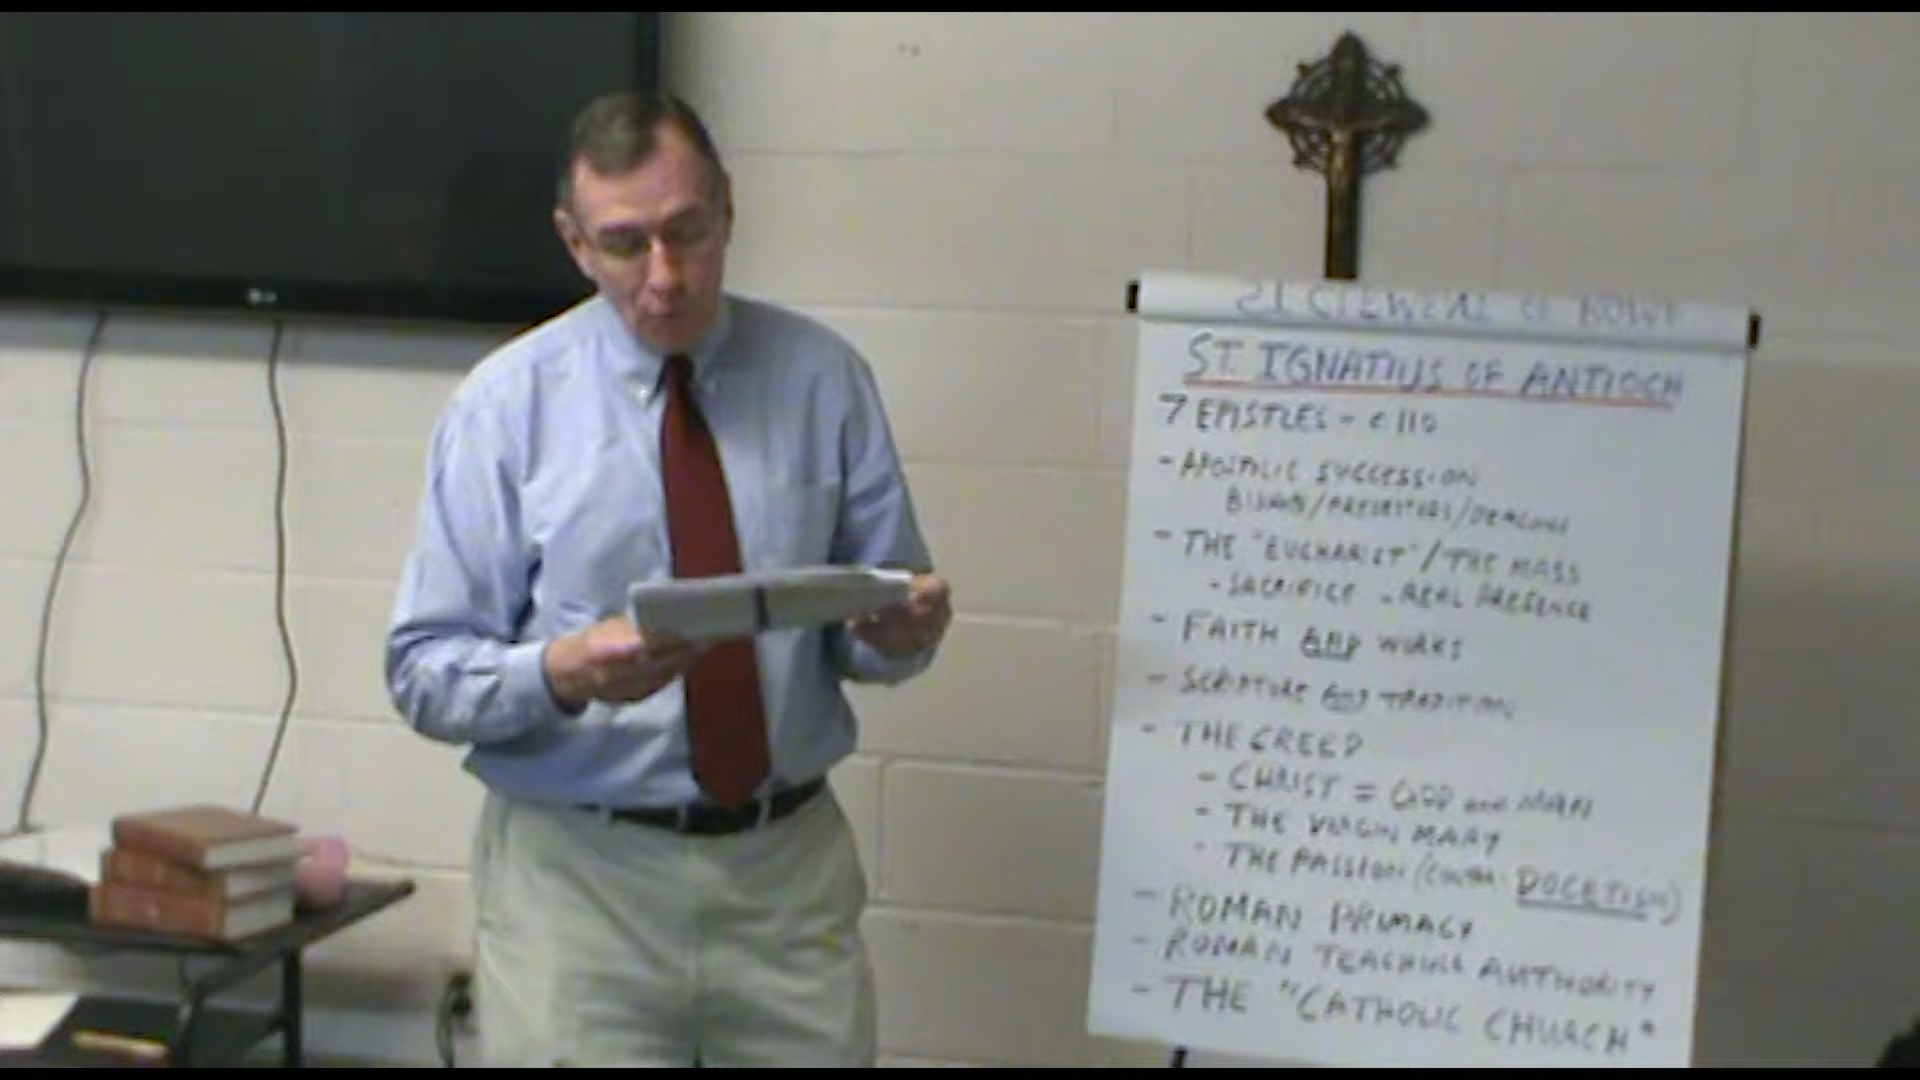 ST. IGNATIUS OF ANTIOCH
7 EPISTLES - c 110
- APOSTOLIC SUCCESSION
BISHOPS/PRESBYTERS/DEACONS
- THE "EUCHARIST"/THE MASS
- SACRIFICE - REAL PRESENCE
- FAITH AND WORKS
- SCRIPTURE AND TRADITION
- THE CREED
- CHRIST = GOD and MAN
- THE VIRGIN MARY
- THE PASSION (CONTRA DOCETISM)
- ROMAN PRIMACY
- ROMAN TEACHING AUTHORITY
- THE "CATHOLIC CHURCH"